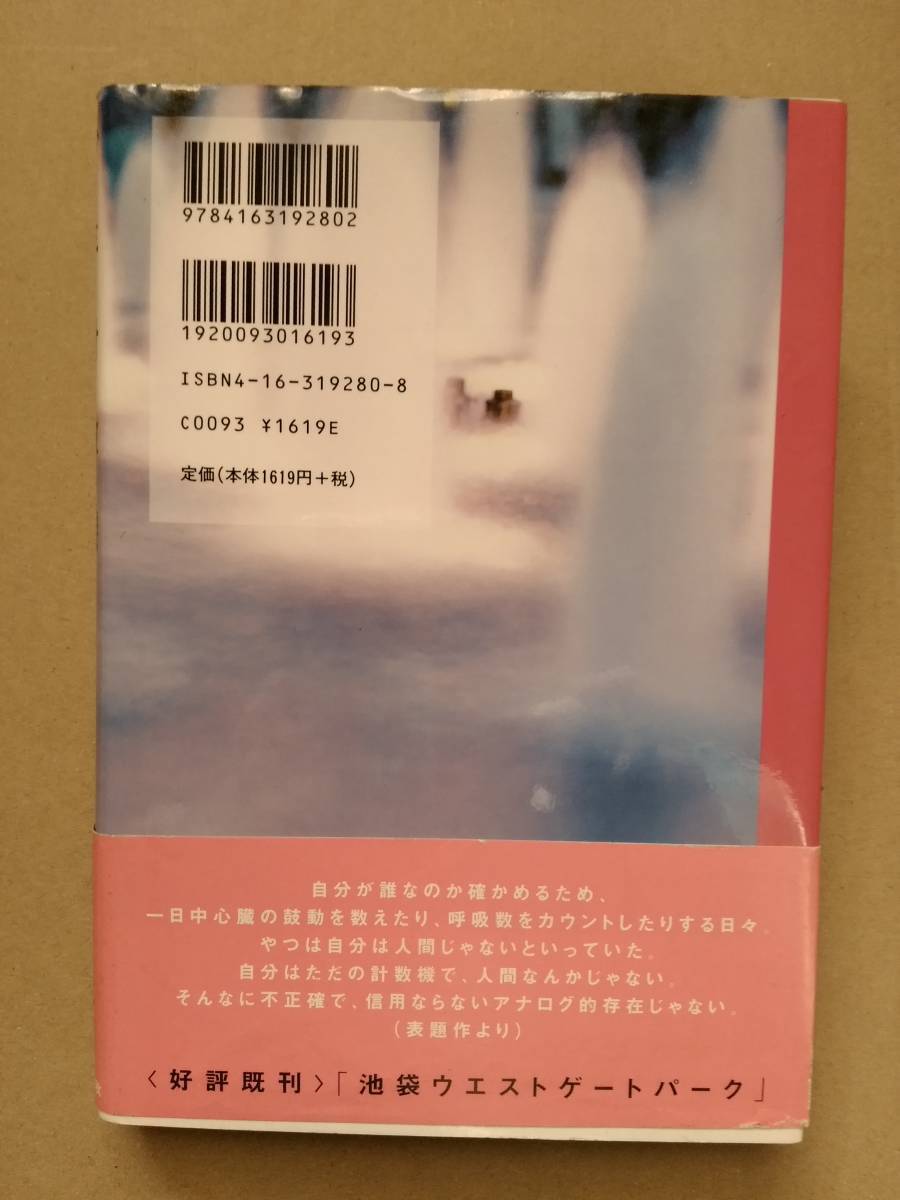 9784163192802
1920093016193
ISBN4-16-319280-8
C0093 ¥1619E
定価(本体1619円+税)
自分が誰なのか確かめるため、
一日中心臓の鼓動を数えたり、呼吸数をカウントしたりする日々。
やつは自分は人間じゃないといっていた。
自分はただの計数機で、人間なんかじゃない。
そんなに不正確で、信用ならないアナログ的存在じゃない。
(表題作より)
〈好評既刊〉「池袋ウエストゲートパーク」